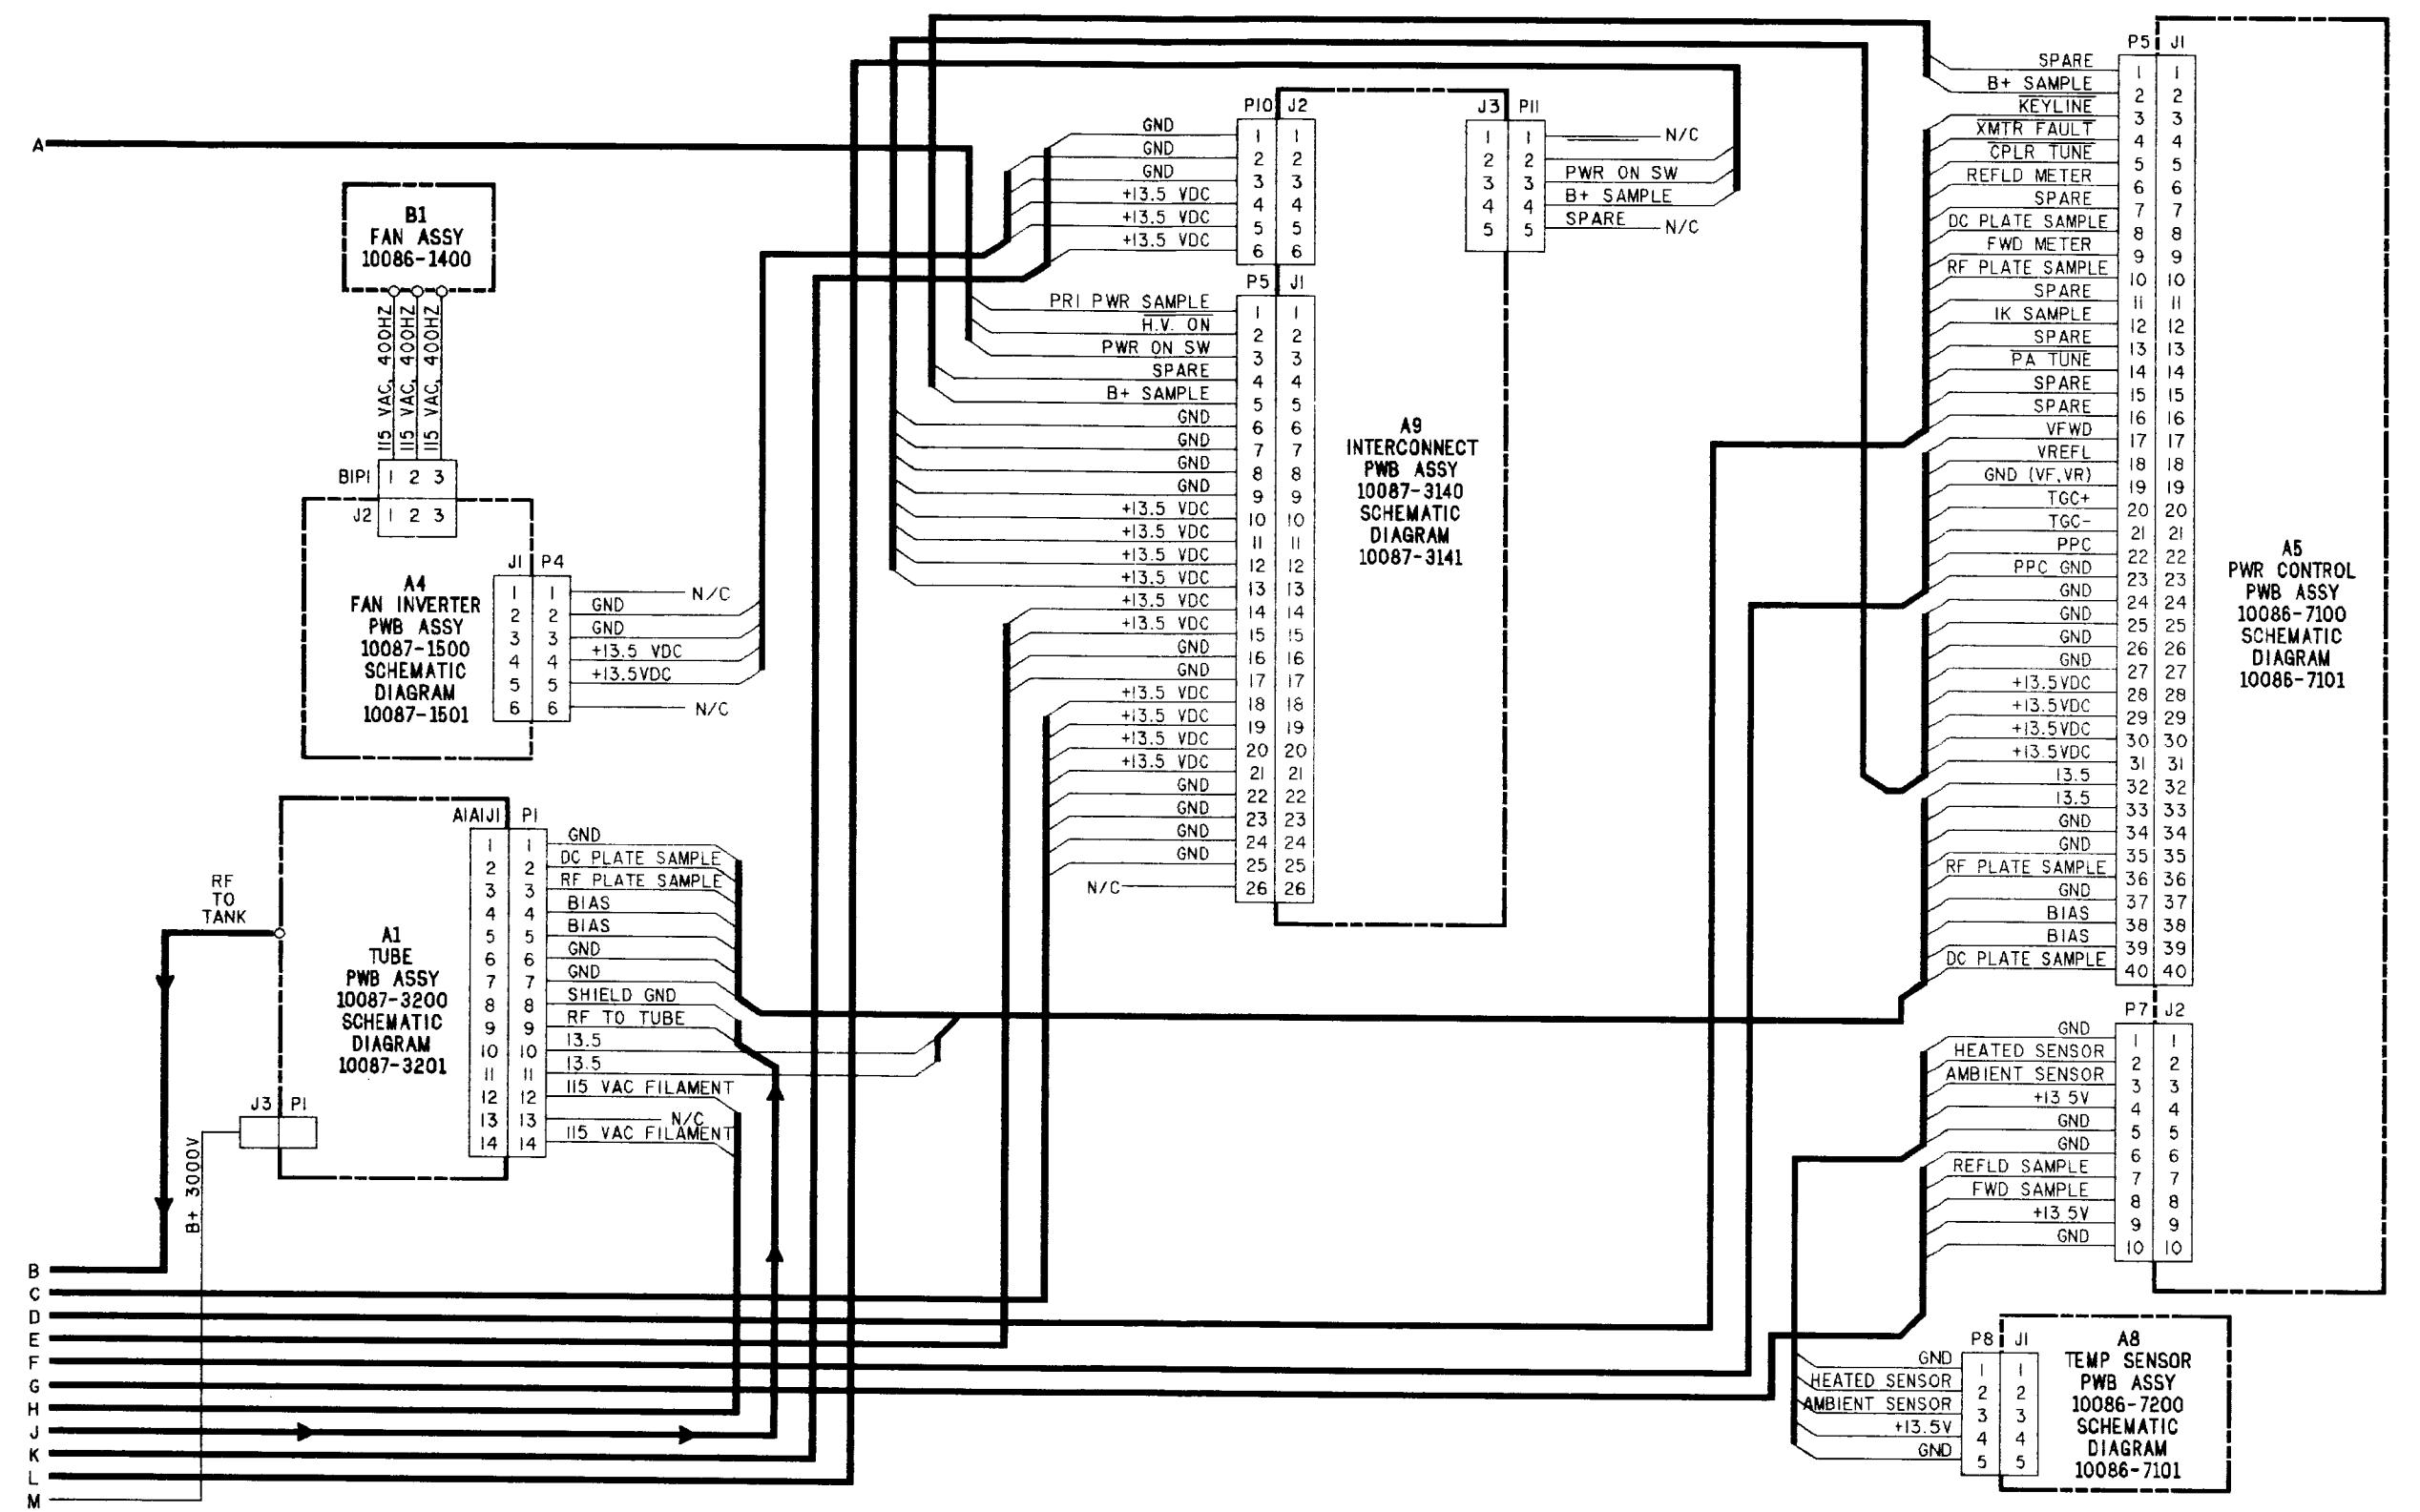 A
B1
FAN ASSY
10086-1400
115 VAC, 400HZ
115 VAC, 400HZ
115 VAC, 400HZ
B1P1 1 2 3
J2 1 2 3
A4
FAN INVERTER
PWB ASSY
10087-1500
SCHEMATIC
DIAGRAM
10087-1501
J1 P4
1 1 N/C
2 2 GND
3 3 GND
4 4 +13.5 VDC
5 5 +13.5VDC
6 6 N/C
RF
TO
TANK
A1
TUBE
PWB ASSY
10087-3200
SCHEMATIC
DIAGRAM
10087-3201
A1A1J1 P1
1 1 GND
2 2 DC PLATE SAMPLE
3 3 RF PLATE SAMPLE
4 4 BIAS
5 5 BIAS
6 6 GND
7 7 GND
8 8 SHIELD GND
9 9 RF TO TUBE
10 10 13.5
11 11 13.5
12 12 115 VAC FILAMENT
13 13 N/C
14 14 115 VAC FILAMENT
J3 P1
B+ 3000V
B
C
D
E
F
G
H
J
K
L
M
P10 J2
GND 1 1
GND 2 2
GND 3 3
+13.5 VDC 4 4
+13.5 VDC 5 5
+13.5 VDC 6 6
P5 J1
PRI PWR SAMPLE 1 1
H.V. ON 2 2
PWR ON SW 3 3
SPARE 4 4
B+ SAMPLE 5 5
GND 6 6
GND 7 7
GND 8 8
GND 9 9
+13.5 VDC 10 10
+13.5 VDC 11 11
+13.5 VDC 12 12
+13.5 VDC 13 13
+13.5 VDC 14 14
+13.5 VDC 15 15
GND 16 16
GND 17 17
+13.5 VDC 18 18
+13.5 VDC 19 19
+13.5 VDC 20 20
+13.5 VDC 21 21
GND 22 22
GND 23 23
GND 24 24
GND 25 25
N/C 26 26
J3 P11
1 1 N/C
2 2
3 3 PWR ON SW
4 4 B+ SAMPLE
5 5 SPARE N/C
A9
INTERCONNECT
PWB ASSY
10087-3140
SCHEMATIC
DIAGRAM
10087-3141
P5 J1
SPARE 1 1
B+ SAMPLE 2 2
KEYLINE 3 3
XMTR FAULT 4 4
CPLR TUNE 5 5
REFLD METER 6 6
SPARE 7 7
DC PLATE SAMPLE 8 8
FWD METER 9 9
RF PLATE SAMPLE 10 10
SPARE 11 11
IK SAMPLE 12 12
SPARE 13 13
PA TUNE 14 14
SPARE 15 15
SPARE 16 16
VFWD 17 17
VREFL 18 18
GND (VF,VR) 19 19
TGC+ 20 20
TGC- 21 21
PPC 22 22
PPC GND 23 23
GND 24 24
GND 25 25
GND 26 26
GND 27 27
+13.5VDC 28 28
+13.5VDC 29 29
+13.5VDC 30 30
+13.5VDC 31 31
13.5 32 32
13.5 33 33
GND 34 34
GND 35 35
RF PLATE SAMPLE 36 36
GND 37 37
BIAS 38 38
BIAS 39 39
DC PLATE SAMPLE 40 40
A5
PWR CONTROL
PWB ASSY
10086-7100
SCHEMATIC
DIAGRAM
10086-7101
P7 J2
GND 1 1
HEATED SENSOR 2 2
AMBIENT SENSOR 3 3
+13 5V 4 4
GND 5 5
GND 6 6
REFLD SAMPLE 7 7
FWD SAMPLE 8 8
+13 5V 9 9
GND 10 10
P8 J1
GND 1 1
HEATED SENSOR 2 2
AMBIENT SENSOR 3 3
+13.5V 4 4
GND 5 5
A8
TEMP SENSOR
PWB ASSY
10086-7200
SCHEMATIC
DIAGRAM
10086-7101